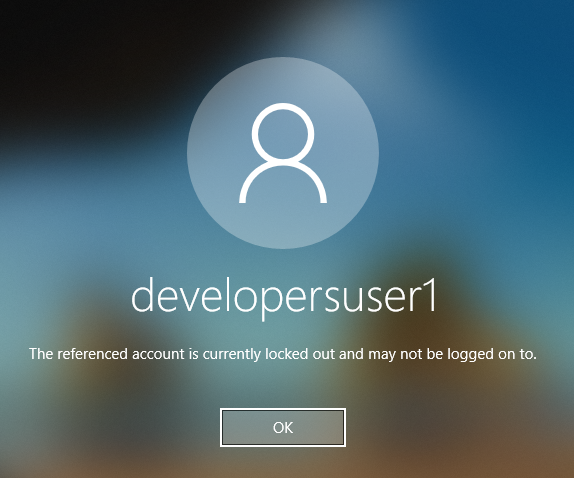 developersuser1
The referenced account is currently locked out and may not be logged on to.
OK